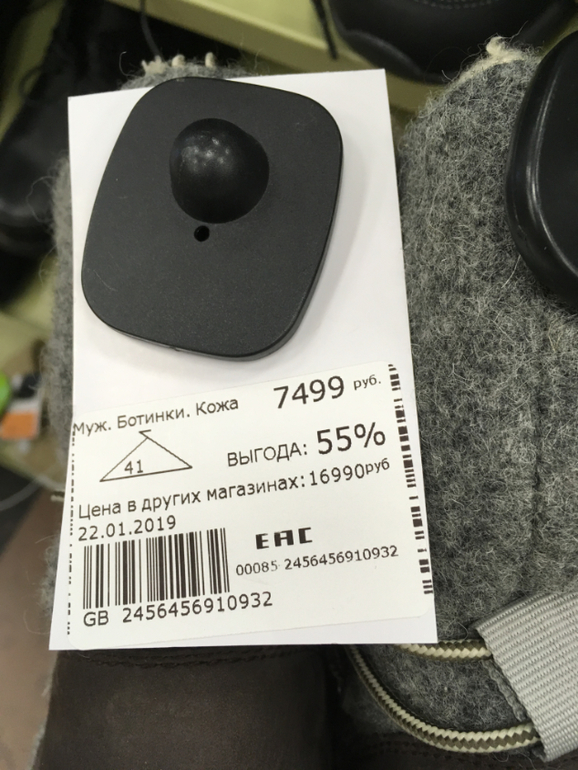 7499 руб.
Муж. Ботинки. Кожа
41
ВЫГОДА: 55%
Цена в других магазинах: 16990руб
22.01.2019
EAC
00085 2456456910932
GB 2456456910932